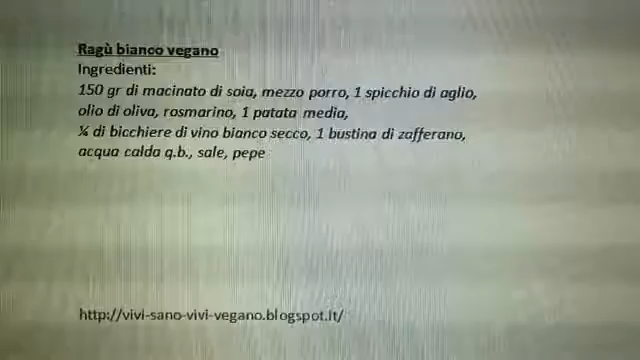 Ragù bianco vegano
Ingredienti:
150 gr di macinato di soia, mezzo porro, 1 spicchio di aglio,
olio di oliva, rosmarino, 1 patata media,
¼ di bicchiere di vino bianco secco, 1 bustina di zafferano,
acqua calda q.b., sale, pepe
http://vivi-sano-vivi-vegano.blogspot.it/